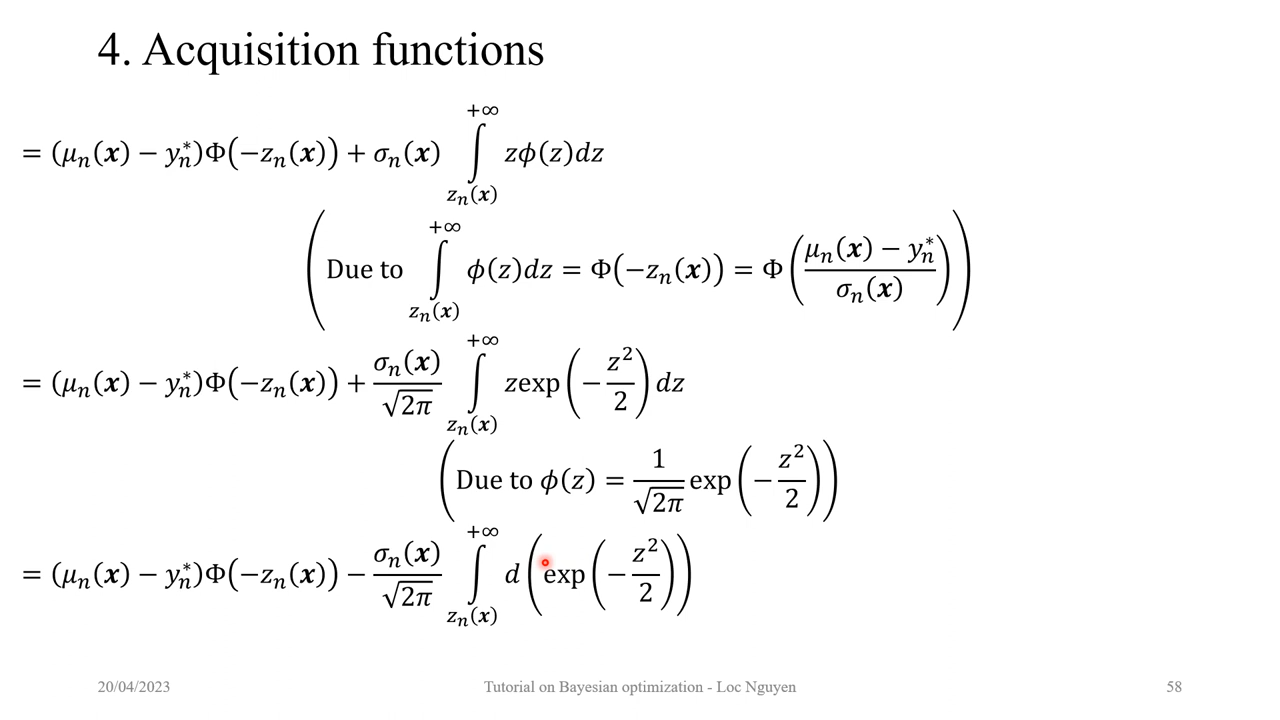 4. Acquisition functions
= (μₙ(𝒙) − yₙ*)Φ(−zₙ(𝒙)) + σₙ(𝒙) ∫_{zₙ(𝒙)}^{+∞} zϕ(z)dz
(Due to ∫_{zₙ(𝒙)}^{+∞} ϕ(z)dz = Φ(−zₙ(𝒙)) = Φ((μₙ(𝒙) − yₙ*)/σₙ(𝒙)))
= (μₙ(𝒙) − yₙ*)Φ(−zₙ(𝒙)) + σₙ(𝒙)/√2π ∫_{zₙ(𝒙)}^{+∞} zexp(−z²/2)dz
(Due to ϕ(z) = 1/√2π exp(−z²/2))
= (μₙ(𝒙) − yₙ*)Φ(−zₙ(𝒙)) − σₙ(𝒙)/√2π ∫_{zₙ(𝒙)}^{+∞} d(exp(−z²/2))
20/04/2023 Tutorial on Bayesian optimization - Loc Nguyen 58